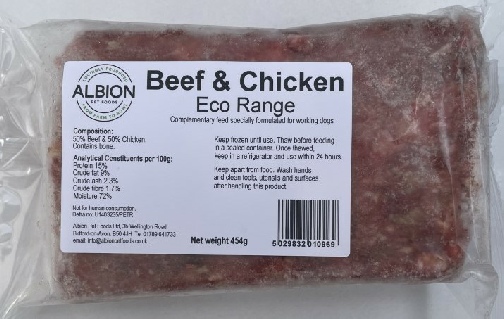 ALBION
PET FOODS
Beef & Chicken
Eco Range
Complementary feed specially formulated for working dogs
Composition:
50% Beef & 50% Chicken
Contains bone.
Analytical Constituents per 100g:
Protein 15%
Crude fat 9%
Crude ash 2.3%
Crude fibre 1.7%
Moisture 72%
Not for human consumption.
Keep frozen until use. Thaw before feeding
in a sealed container. Once thawed,
keep in a refrigerator and use within 24 hours.
Keep apart from food. Wash hands
and clean tools, utensils and surfaces
after handling this product
Net weight 454g
5029832010869